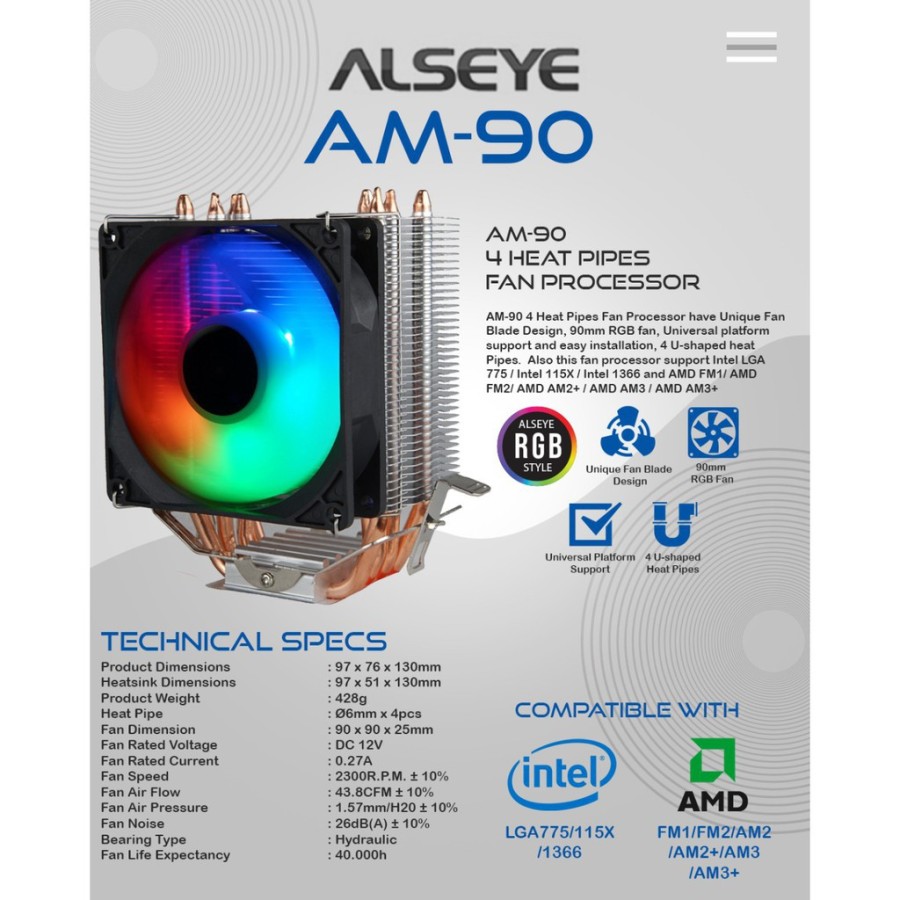 ALSEYE
AM-90
AM-90
4 HEAT PIPES
FAN PROCESSOR
AM-90 4 Heat Pipes Fan Processor have Unique Fan
Blade Design, 90mm RGB fan, Universal platform
support and easy installation, 4 U-shaped heat
Pipes. Also this fan processor support Intel LGA
775 / Intel 115X / Intel 1366 and AMD FM1/ AMD
FM2/ AMD AM2+ / AMD AM3 / AMD AM3+
ALSEYE
RGB
STYLE
Unique Fan Blade
Design
90mm
RGB Fan
Universal Platform
Support
4 U-shaped
Heat Pipes
TECHNICAL SPECS
Product Dimensions : 97 x 76 x 130mm
Heatsink Dimensions : 97 x 51 x 130mm
Product Weight : 428g
Heat Pipe : Ø6mm x 4pcs
Fan Dimension : 90 x 90 x 25mm
Fan Rated Voltage : DC 12V
Fan Rated Current : 0.27A
Fan Speed : 2300R.P.M. ± 10%
Fan Air Flow : 43.8CFM ± 10%
Fan Air Pressure : 1.57mm/H20 ± 10%
Fan Noise : 26dB(A) ± 10%
Bearing Type : Hydraulic
Fan Life Expectancy : 40.000h
COMPATIBLE WITH
intel
LGA775/115X
/1366
AMD
FM1/FM2/AM2
/AM2+/AM3
/AM3+